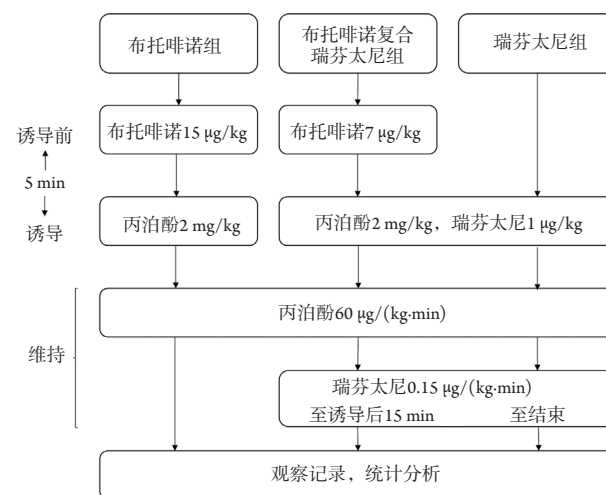 布托啡诺组
布托啡诺复合
瑞芬太尼组
瑞芬太尼组
诱导前
5 min
诱导
布托啡诺15 μg/kg
布托啡诺7 μg/kg
丙泊酚2 mg/kg
丙泊酚2 mg/kg，瑞芬太尼1 μg/kg
维持
丙泊酚60 μg/(kg·min)
瑞芬太尼0.15 μg/(kg·min)
至诱导后15 min
至结束
观察记录，统计分析